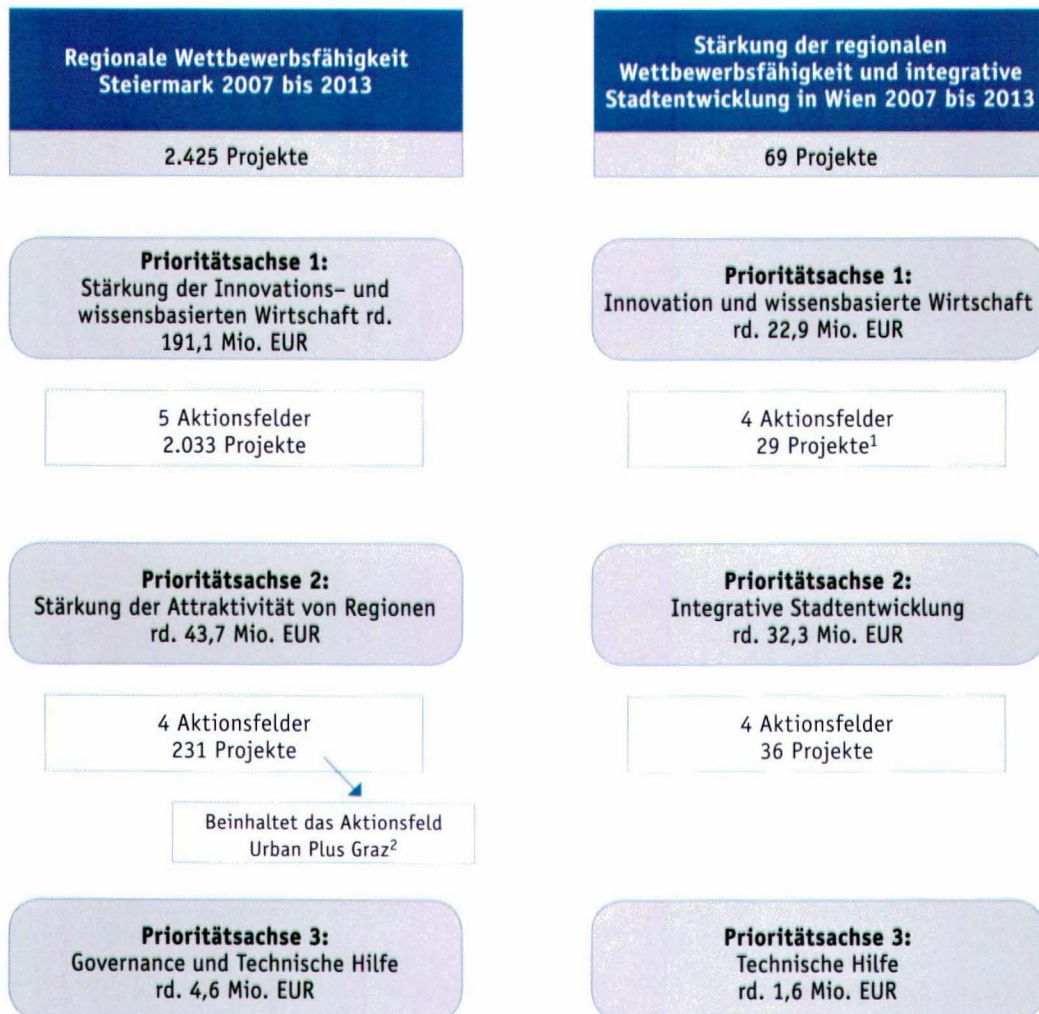 Regionale Wettbewerbsfähigkeit
Steiermark 2007 bis 2013
2.425 Projekte
Prioritätsachse 1:
Stärkung der Innovations– und
wissensbasierten Wirtschaft rd.
191,1 Mio. EUR
5 Aktionsfelder
2.033 Projekte
Prioritätsachse 2:
Stärkung der Attraktivität von Regionen
rd. 43,7 Mio. EUR
4 Aktionsfelder
231 Projekte
Beinhaltet das Aktionsfeld
Urban Plus Graz²
Prioritätsachse 3:
Governance und Technische Hilfe
rd. 4,6 Mio. EUR
Stärkung der regionalen
Wettbewerbsfähigkeit und integrative
Stadtentwicklung in Wien 2007 bis 2013
69 Projekte
Prioritätsachse 1:
Innovation und wissensbasierte Wirtschaft
rd. 22,9 Mio. EUR
4 Aktionsfelder
29 Projekte¹
Prioritätsachse 2:
Integrative Stadtentwicklung
rd. 32,3 Mio. EUR
4 Aktionsfelder
36 Projekte
Prioritätsachse 3:
Technische Hilfe
rd. 1,6 Mio. EUR